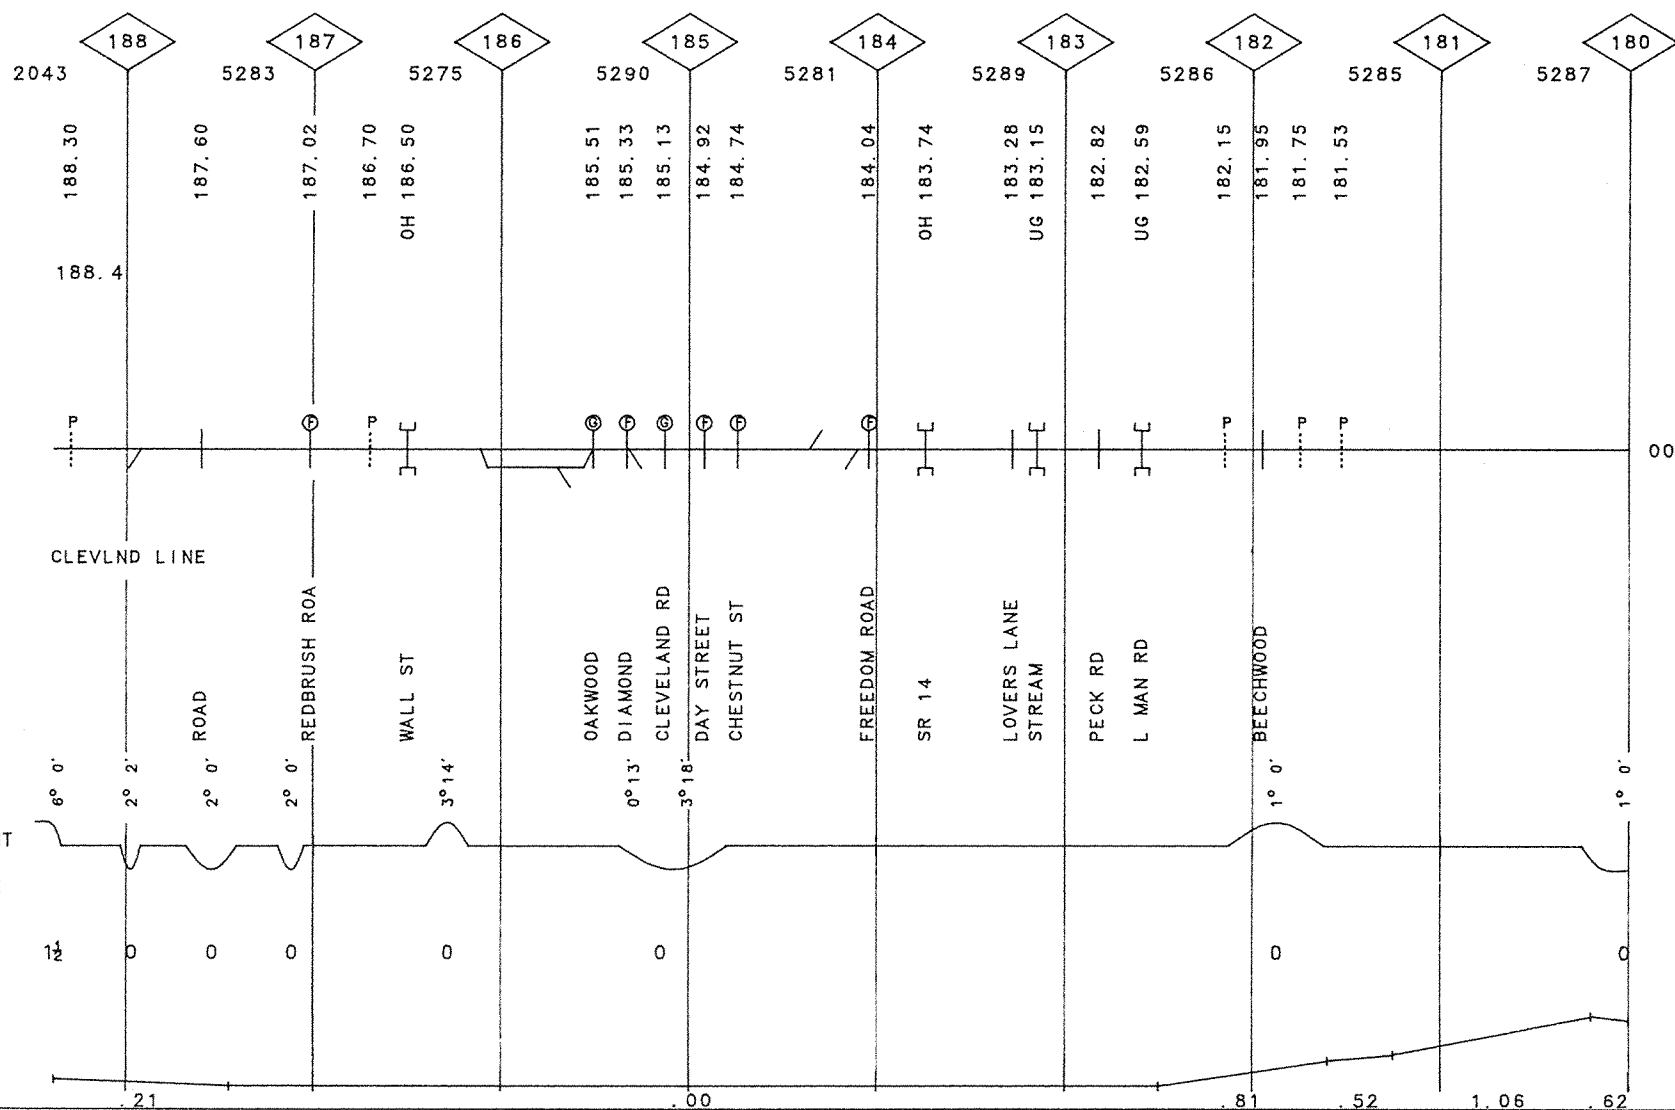 188 187 186 185 184 183 182 181 180
2043 5283 5275 5290 5281 5289 5286 5285 5287
188.30
187.60
187.02
186.70
OH 186.50
185.51
185.33
185.13
184.92
184.74
184.04
OH 183.74
183.28
UG 183.15
182.82
UG 182.59
182.15
181.95
181.75
181.53
188.4
P F P G F G F F F P P P
00
CLEVLND LINE
ROAD
REDBRUSH ROA
WALL ST
OAKWOOD
DIAMOND
CLEVELAND RD
DAY STREET
CHESTNUT ST
FREEDOM ROAD
SR 14
LOVERS LANE
STREAM
PECK RD
L MAN RD
BEECHWOOD
6° 0'
2° 2'
2° 0'
2° 0'
3°14'
0°13'
3°18'
1° 0'
1° 0'
T
1½ 0 0 0 0 0 0 0
.21 .00 .81 .52 1.06 .62